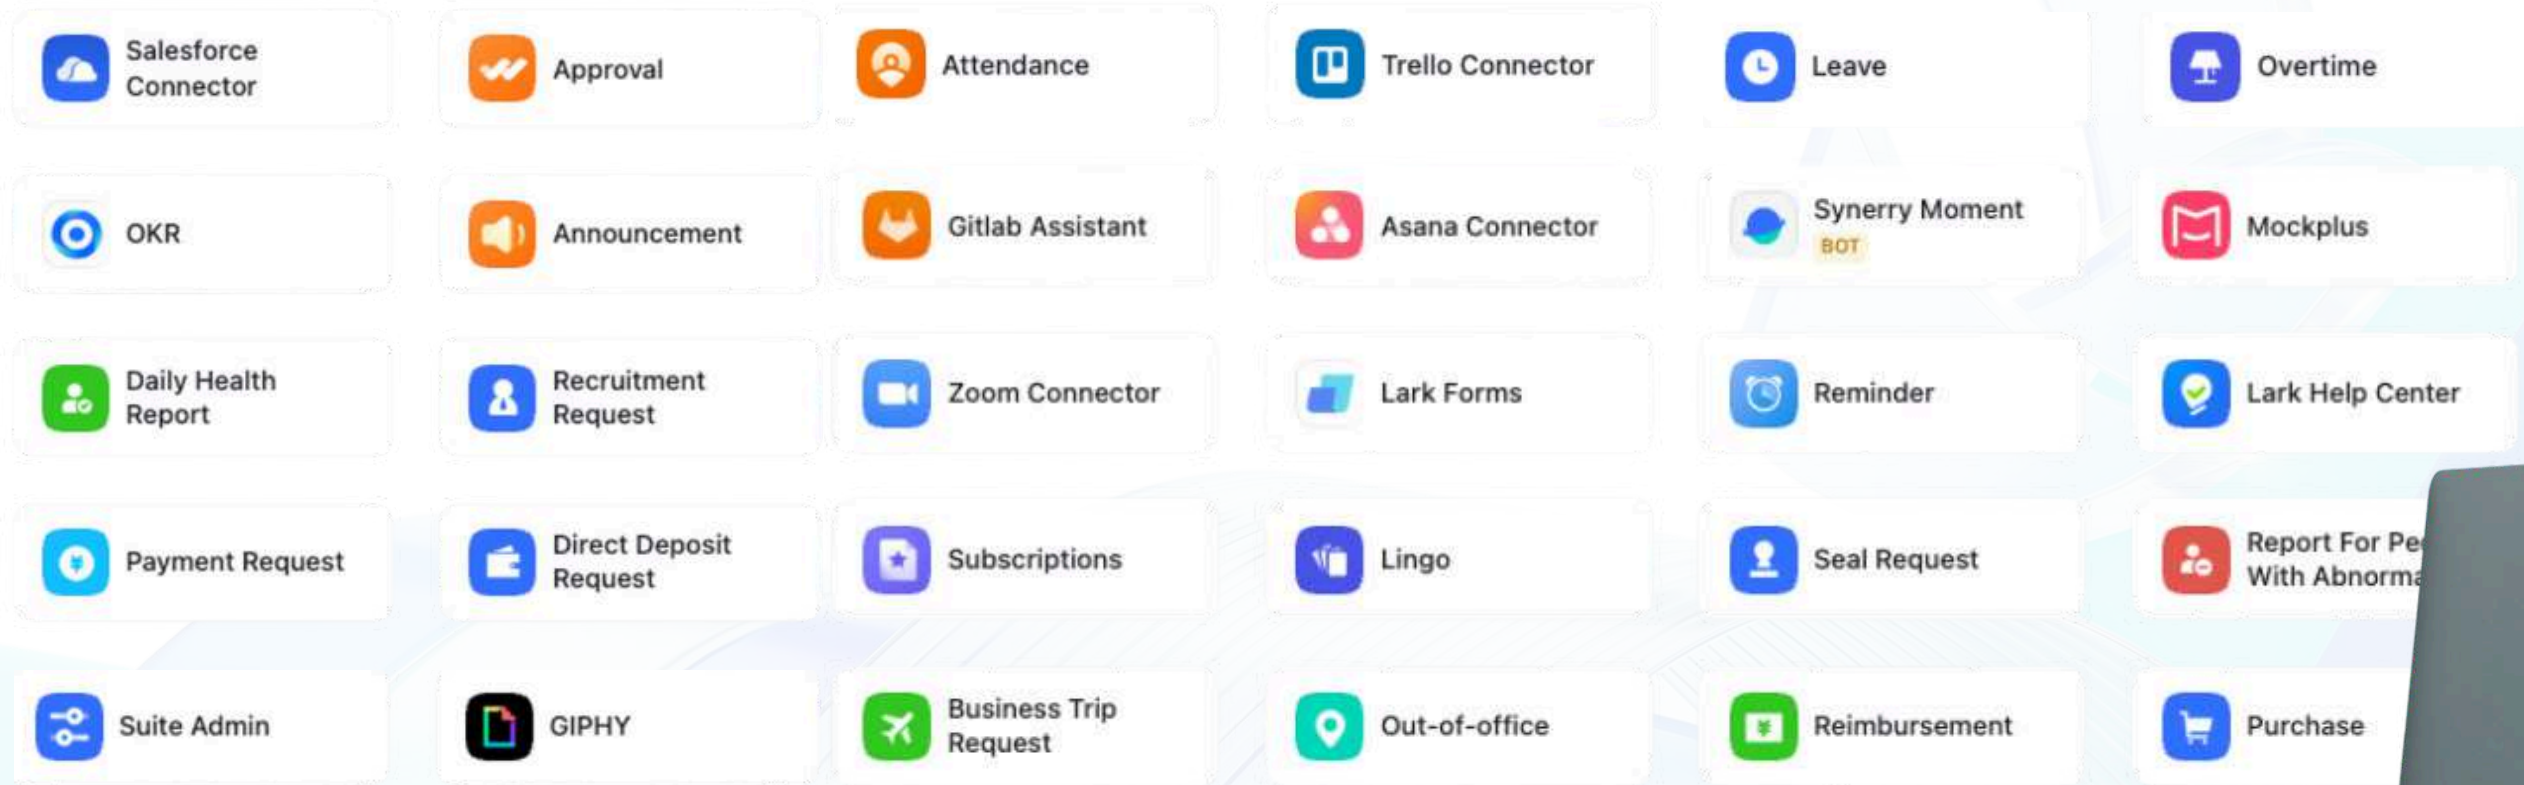 Salesforce
Connector
Approval
Attendance
Trello Connector
Leave
Overtime
OKR
Announcement
Gitlab Assistant
Asana Connector
Synerry Moment
BOT
Mockplus
Daily Health
Report
Recruitment
Request
Zoom Connector
Lark Forms
Reminder
Lark Help Center
Payment Request
Direct Deposit
Request
Subscriptions
Lingo
Seal Request
Report For
With
Suite Admin
GIPHY
Business Trip
Request
Out-of-office
Reimbursement
Purchase